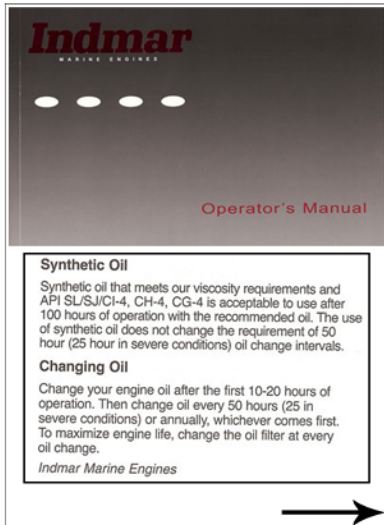 Indmar
MARINE ENGINES
Operator's Manual
Synthetic Oil
Synthetic oil that meets our viscosity requirements and
API SL/SJ/CI-4, CH-4, CG-4 is acceptable to use after
100 hours of operation with the recommended oil. The use
of synthetic oil does not change the requirement of 50
hour (25 hour in severe conditions) oil change intervals.
Changing Oil
Change your engine oil after the first 10-20 hours of
operation. Then change oil every 50 hours (25 in
severe conditions) or annually, whichever comes first.
To maximize engine life, change the oil filter at every
oil change.
Indmar Marine Engines